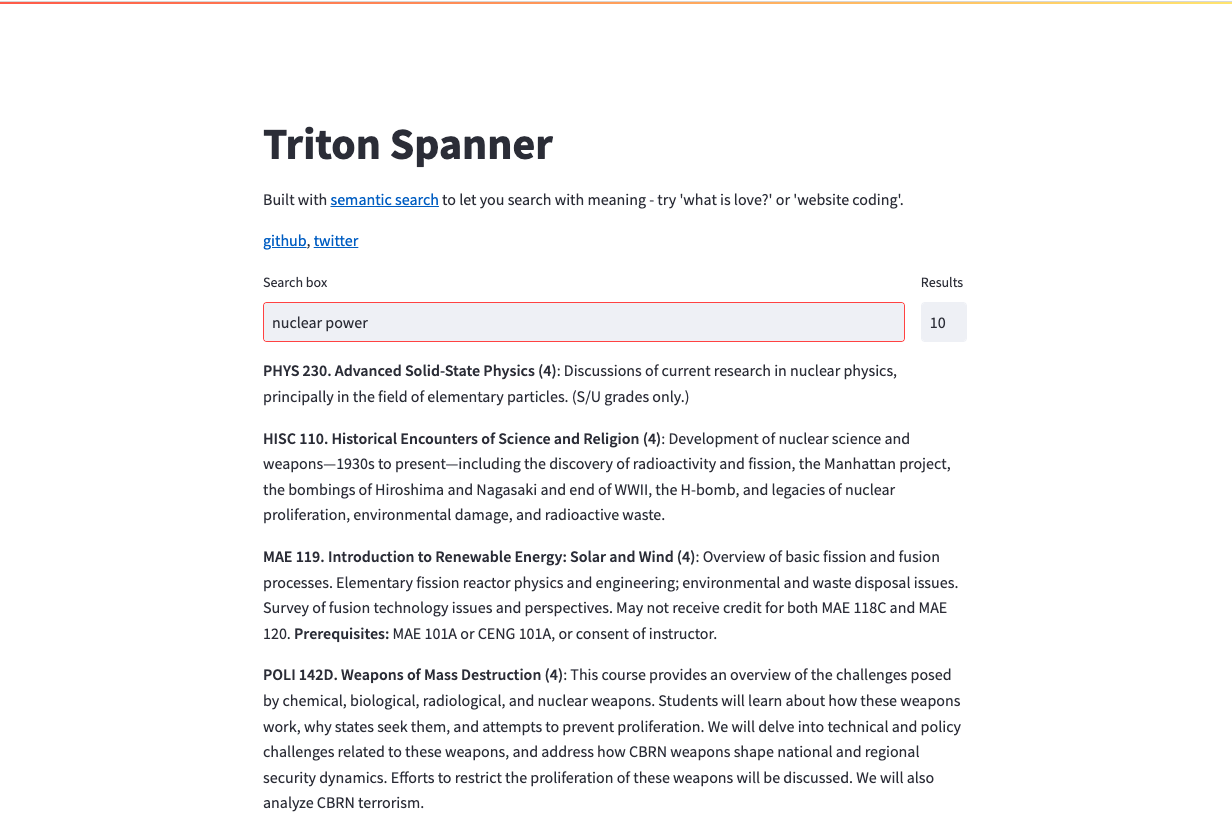 Triton Spanner
Built with semantic search to let you search with meaning - try 'what is love?' or 'website coding'.
github, twitter
Search box
Results
nuclear power
10
PHYS 230. Advanced Solid-State Physics (4): Discussions of current research in nuclear physics,
principally in the field of elementary particles. (S/U grades only.)
HISC 110. Historical Encounters of Science and Religion (4): Development of nuclear science and
weapons—1930s to present—including the discovery of radioactivity and fission, the Manhattan project,
the bombings of Hiroshima and Nagasaki and end of WWII, the H-bomb, and legacies of nuclear
proliferation, environmental damage, and radioactive waste.
MAE 119. Introduction to Renewable Energy: Solar and Wind (4): Overview of basic fission and fusion
processes. Elementary fission reactor physics and engineering; environmental and waste disposal issues.
Survey of fusion technology issues and perspectives. May not receive credit for both MAE 118C and MAE
120. Prerequisites: MAE 101A or CENG 101A, or consent of instructor.
POLI 142D. Weapons of Mass Destruction (4): This course provides an overview of the challenges posed
by chemical, biological, radiological, and nuclear weapons. Students will learn about how these weapons
work, why states seek them, and attempts to prevent proliferation. We will delve into technical and policy
challenges related to these weapons, and address how CBRN weapons shape national and regional
security dynamics. Efforts to restrict the proliferation of these weapons will be discussed. We will also
analyze CBRN terrorism.